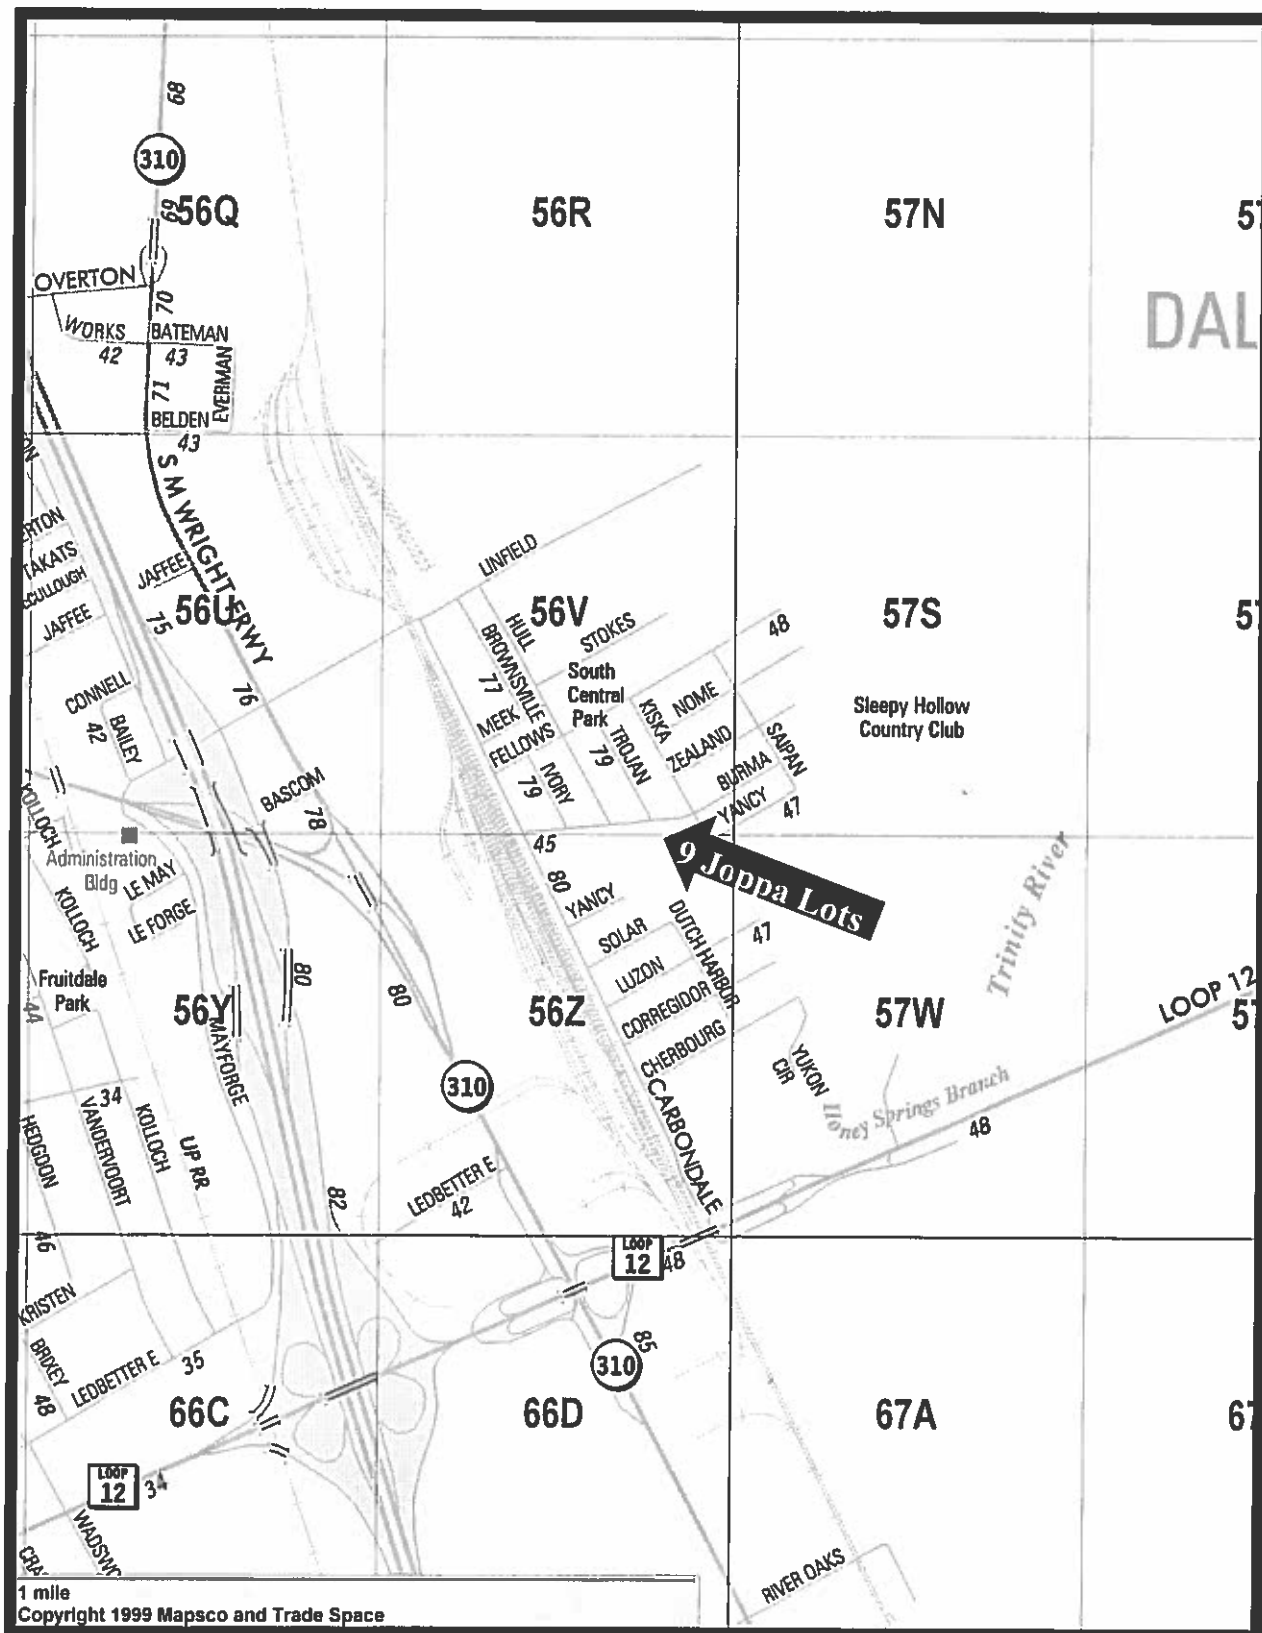 68
310
69
56Q
56R
57N
57
OVERTON
70
DAL
WORKS
BATEMAN
42
43
EVERMAN
71
BELDEN
43
S M WRIGHT FRWY
ERTON
TAKATS
JAFFEE
JAFFEE
75
56U
LINFIELD
56V
57S
57
HULL
BROWNSVILLE
77
STOKES
48
CONNELL
42
BAILEY
76
South
Central
Park
MEEK
FELLOWS
KISKA
NOME
ZEALAND
Sleepy Hollow
Country Club
TROJAN
79
IVORY
79
SAIPAN
BURMA
YANCY
47
BASCOM
78
KOLLOCH
Administration
Bldg
LE MAY
LE FORGE
KOLLOCH
45
80
YANCY
9 Joppa Lots
Trinity River
SOLAR
DUTCH HARBOR
47
LUZON
CORREGIDOR
CHERBOURG
Fruitdale
Park
44
56Y
80
80
56Z
57W
LOOP 12
57
MAYFORGE
YUKON
CIR
Honey Springs Branch
48
310
34
HEDGDON
VANDERVOORT
KOLLOCH
UP RR
CARBONDALE
LEDBETTER E
42
82
46
LOOP
12
48
KRISTEN
BRIXEY
48
LEDBETTER E
35
85
310
66C
66D
67A
67
LOOP
12
34
WADSWO
CRA
RIVER OAKS
1 mile
Copyright 1999 Mapsco and Trade Space